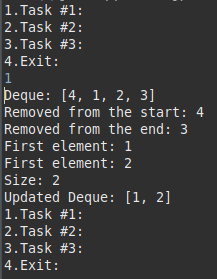 1.Task #1:
2.Task #2:
3.Task #3:
4.Exit:
1
Deque: [4, 1, 2, 3]
Removed from the start: 4
Removed from the end: 3
First element: 1
First element: 2
Size: 2
Updated Deque: [1, 2]
1.Task #1:
2.Task #2:
3.Task #3:
4.Exit: